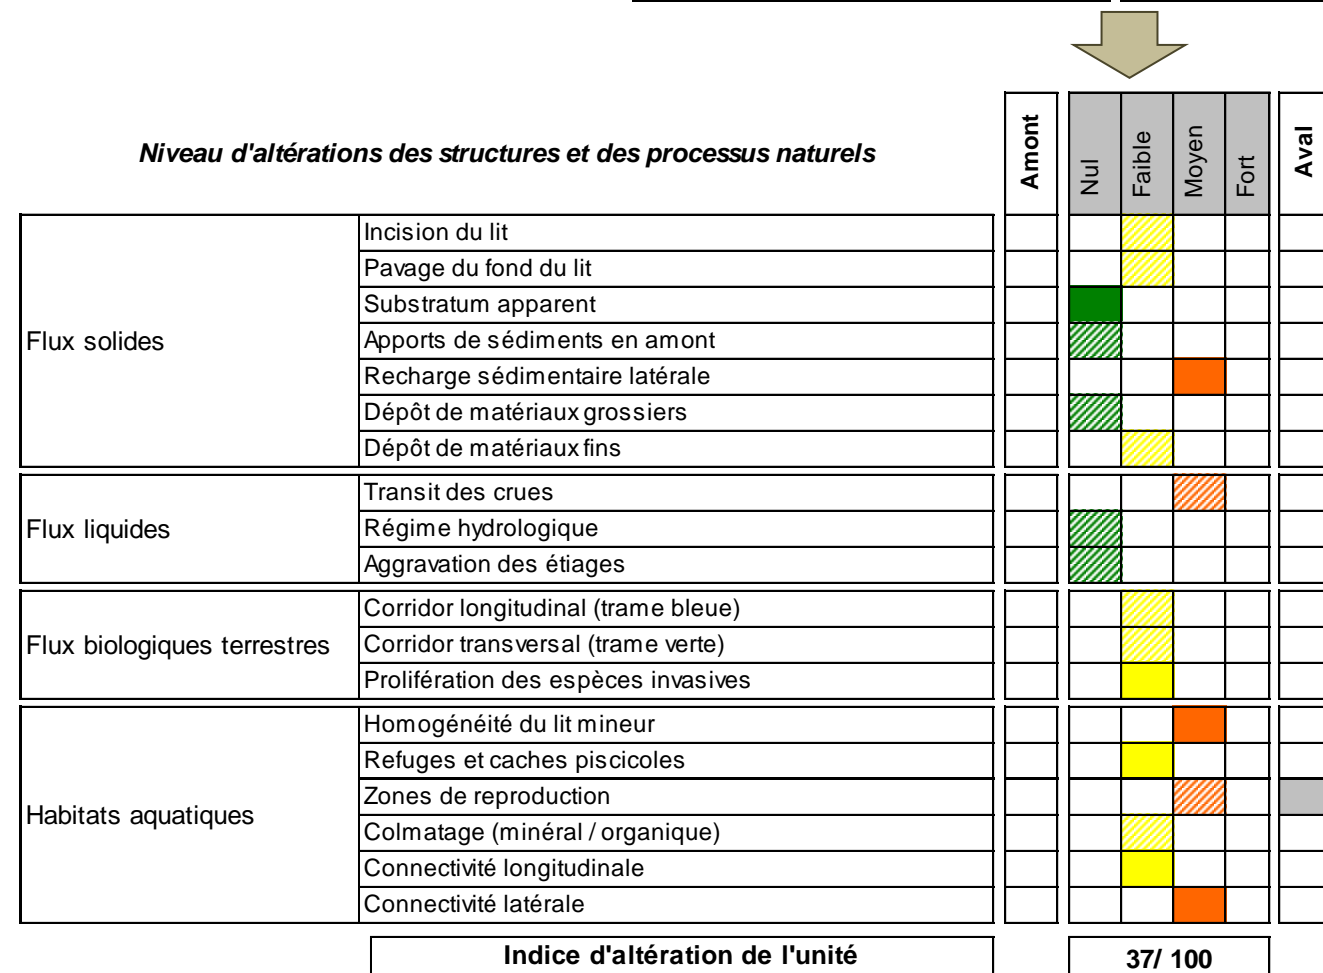 Niveau d'altérations des structures et des processus naturels
Amont
Nul
Faible
Moyen
Fort
Aval
Flux solides
Incision du lit
Pavage du fond du lit
Substratum apparent
Apports de sédiments en amont
Recharge sédimentaire latérale
Dépôt de matériaux grossiers
Dépôt de matériaux fins
Flux liquides
Transit des crues
Régime hydrologique
Aggravation des étiages
Flux biologiques terrestres
Corridor longitudinal (trame bleue)
Corridor transversal (trame verte)
Prolifération des espèces invasives
Habitats aquatiques
Homogénéité du lit mineur
Refuges et caches piscicoles
Zones de reproduction
Colmatage (minéral / organique)
Connectivité longitudinale
Connectivité latérale
Indice d'altération de l'unité
37/ 100